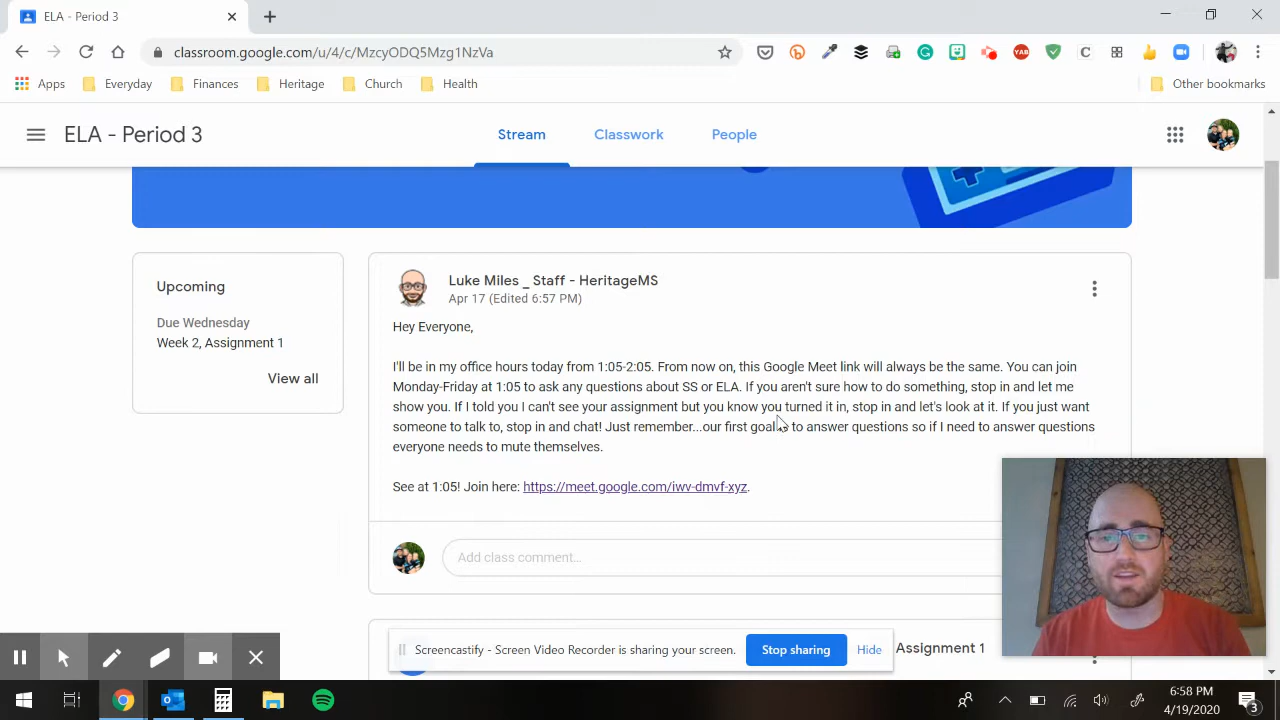 ELA - Period 3
classroom.google.com/u/4/c/MzcyODQ5Mzg1NzVa
YAB
C
Apps Everyday Finances Heritage Church Health Other bookmarks
ELA - Period 3 Stream Classwork People
Upcoming
Due Wednesday
Week 2, Assignment 1
View all
Luke Miles _ Staff - HeritageMS
Apr 17 (Edited 6:57 PM)
Hey Everyone,
I'll be in my office hours today from 1:05-2:05. From now on, this Google Meet link will always be the same. You can join
Monday-Friday at 1:05 to ask any questions about SS or ELA. If you aren't sure how to do something, stop in and let me
show you. If I told you I can't see your assignment but you know you turned it in, stop in and let's look at it. If you just want
someone to talk to, stop in and chat! Just remember...our first goal to answer questions so if I need to answer questions
everyone needs to mute themselves.
See at 1:05! Join here: https://meet.google.com/iwv-dmvf-xyz.
Add class comment...
Assignment 1
Screencastify - Screen Video Recorder is sharing your screen. Stop sharing Hide
6:58 PM
4/19/2020
3